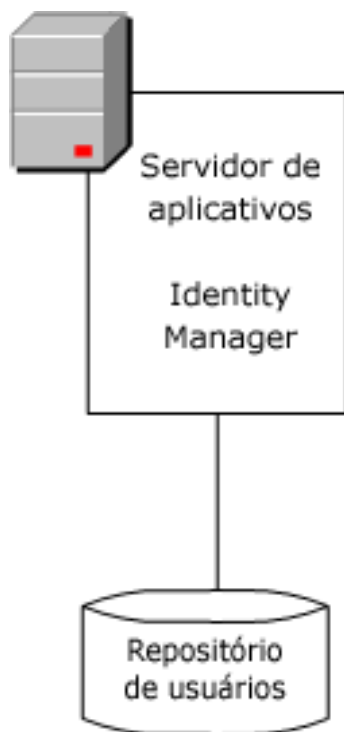 Servidor de
aplicativos
Identity
Manager
Repositório
de usuários